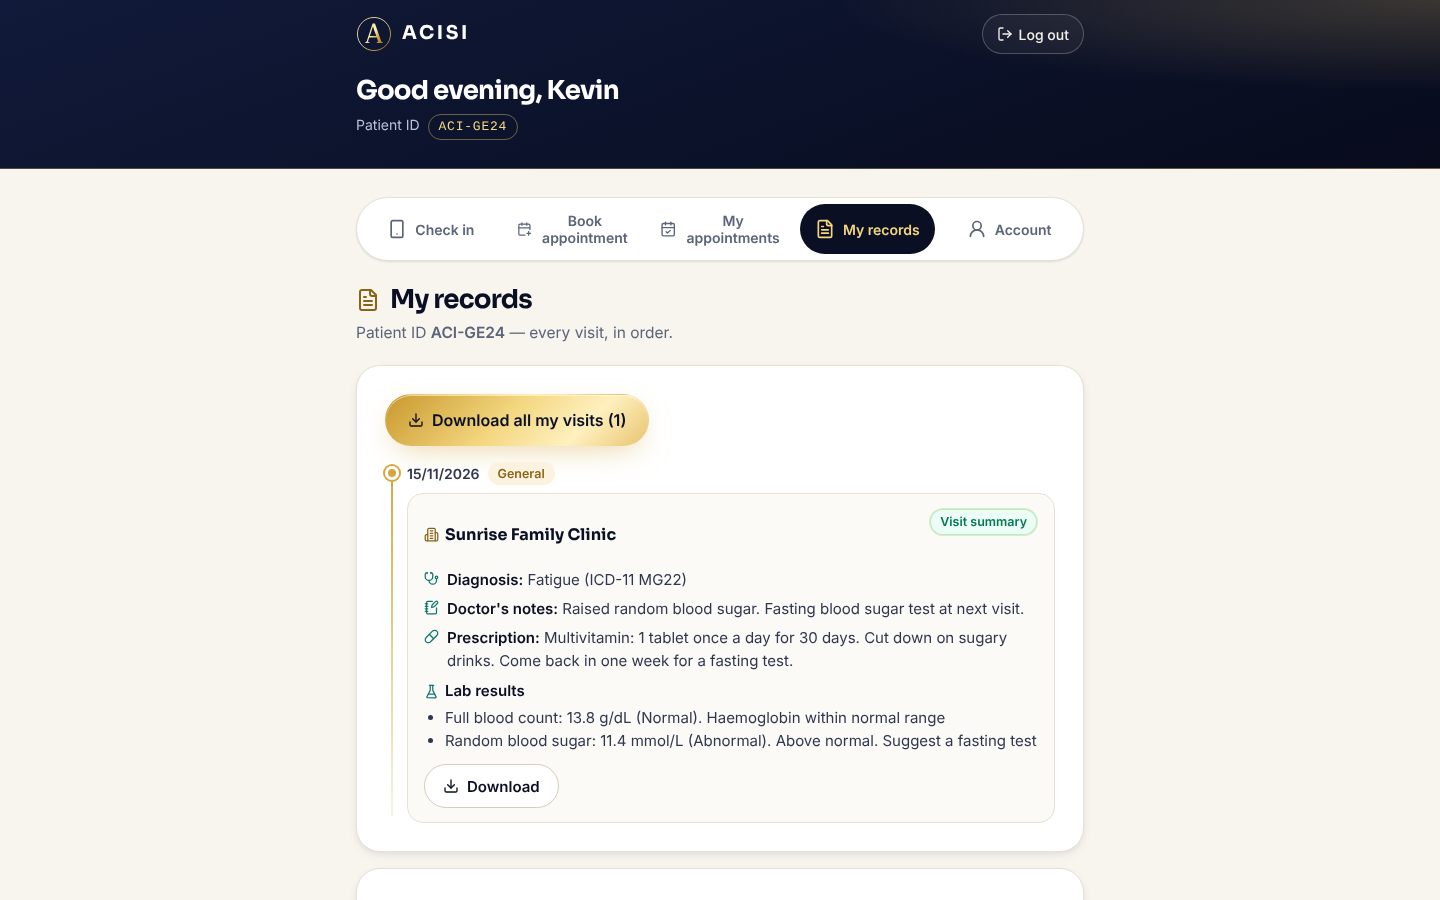 A ACISI
Log out
Good evening, Kevin
Patient ID ACI-GE24
Check in
Book
appointment
My
appointments
My records
Account
My records
Patient ID ACI-GE24 — every visit, in order.
Download all my visits (1)
15/11/2026 General
Visit summary
Sunrise Family Clinic
Diagnosis: Fatigue (ICD-11 MG22)
Doctor's notes: Raised random blood sugar. Fasting blood sugar test at next visit.
Prescription: Multivitamin: 1 tablet once a day for 30 days. Cut down on sugary
drinks. Come back in one week for a fasting test.
Lab results
• Full blood count: 13.8 g/dL (Normal). Haemoglobin within normal range
• Random blood sugar: 11.4 mmol/L (Abnormal). Above normal. Suggest a fasting test
Download